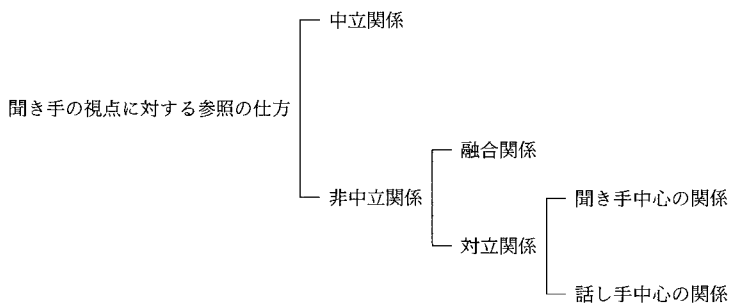 中立関係
聞き手の視点に対する参照の仕方
融合関係
非中立関係
聞き手中心の関係
対立関係
話し手中心の関係